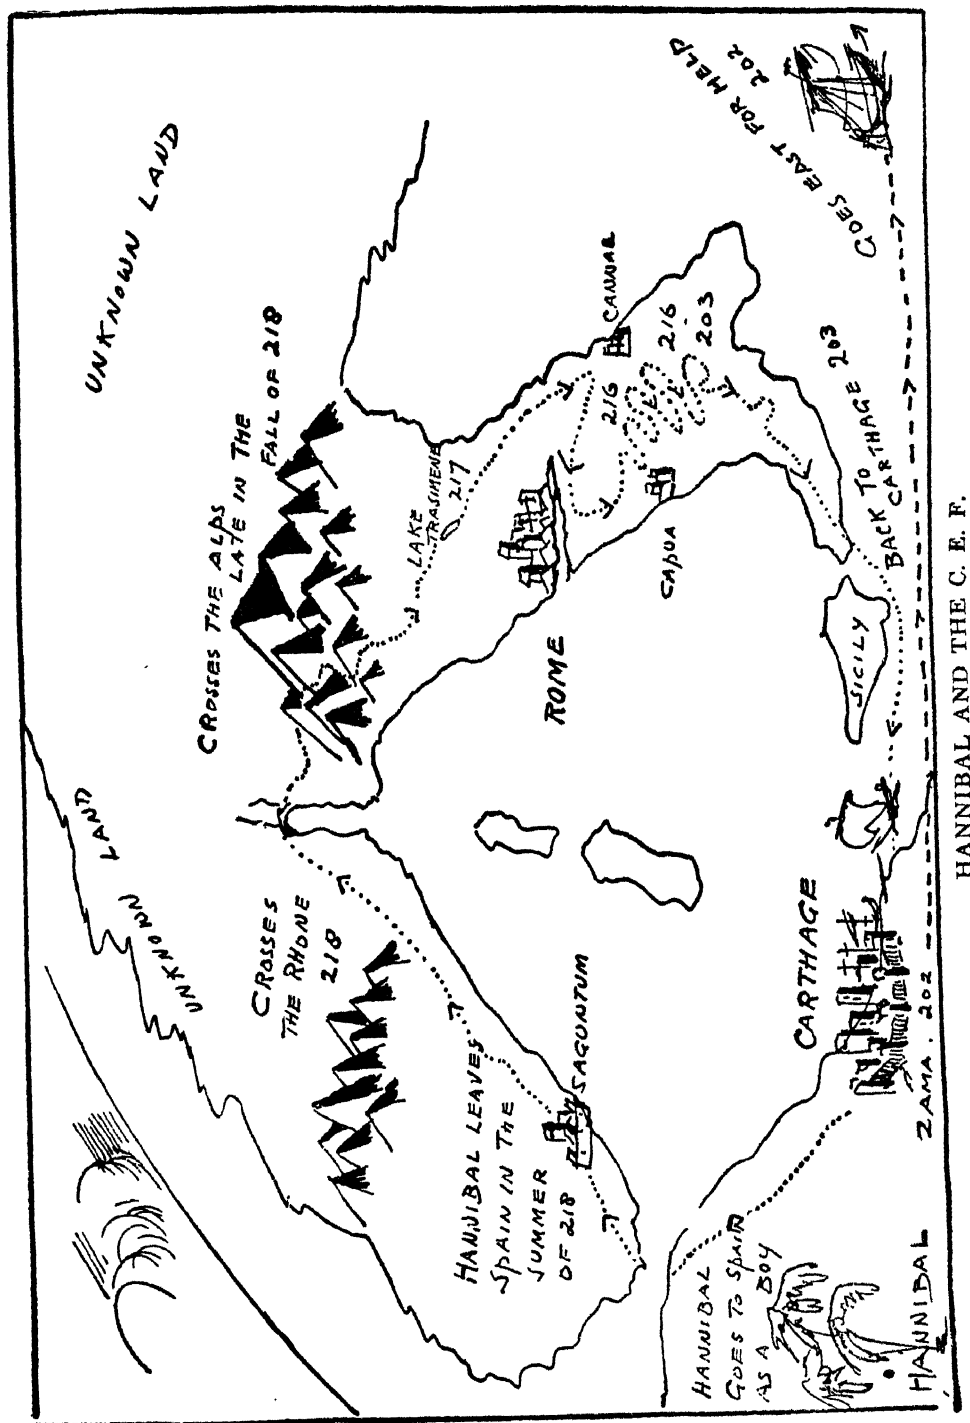 UNKNOWN LAND
UNKNOWN LAND
CROSSES THE ALPS
LATE IN THE
FALL OF 218
CROSSES
THE RHONE
218
LAKE
TRASIMENE
217
HANNIBAL LEAVES
SPAIN IN THE
SUMMER
OF 218
SAGUNTUM
ROME
CAPUA
CANNAE
216
216
203
GOES EAST FOR HELP
202
BACK TO
CARTHAGE 203
SICILY
CARTHAGE
ZAMA. 202
HANNIBAL
GOES TO SPAIN
AS A BOY
HANNIBAL
HANNIBAL AND THE C. E. F.